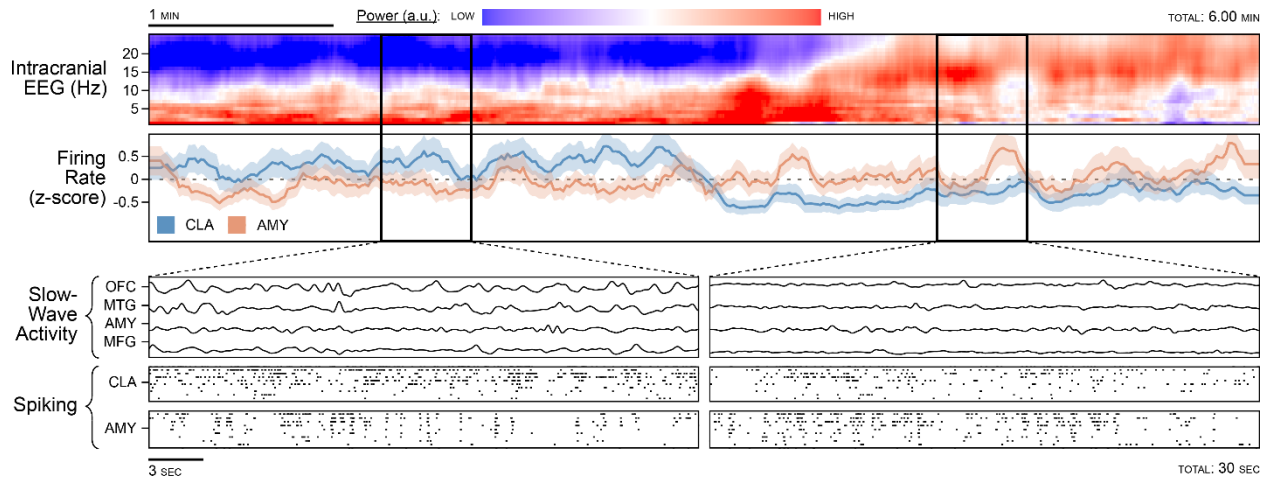 1 MIN
Power (a.u.): LOW HIGH
TOTAL: 6.00 MIN
Intracranial
EEG (Hz)
20
15
10
5
Firing
Rate
(z-score)
0.5
0
-0.5
CLA AMY
Slow-
Wave
Activity
OFC
MTG
AMY
MFG
Spiking
CLA
AMY
3 SEC
TOTAL: 30 SEC